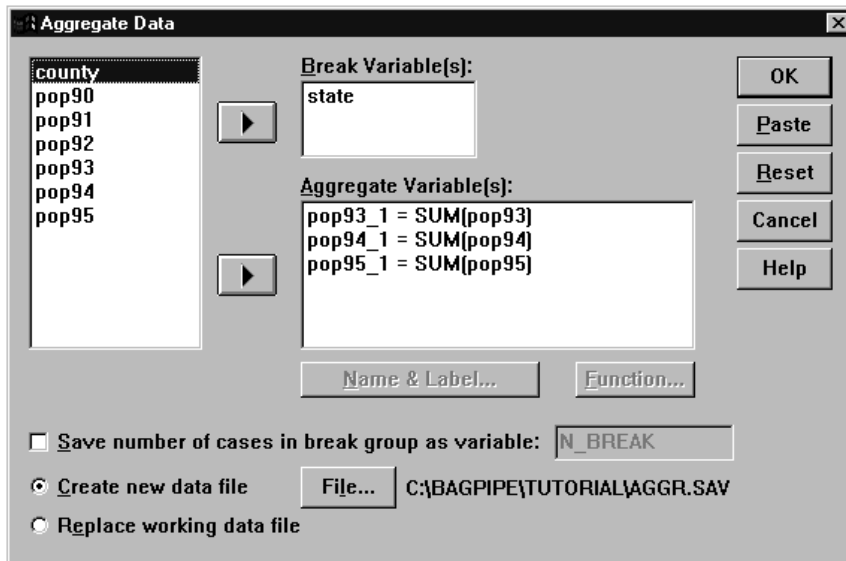 Aggregate Data
county
pop90
pop91
pop92
pop93
pop94
pop95
Break Variable(s):
state
Aggregate Variable(s):
pop93_1 = SUM(pop93)
pop94_1 = SUM(pop94)
pop95_1 = SUM(pop95)
Name & Label...
Function...
OK
Paste
Reset
Cancel
Help
Save number of cases in break group as variable:
N_BREAK
Create new data file
File...
C:\BAGPIPE\TUTORIAL\AGGR.SAV
Replace working data file